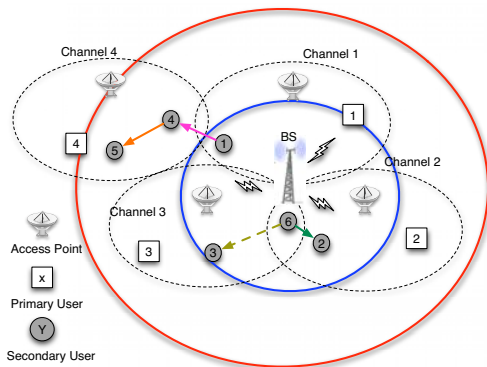 Channel 4
Channel 1
1
4
4
1
5
BS
Channel 2
Channel 3
6
2
2
3
3
Access Point
x
Primary User
Y
Secondary User